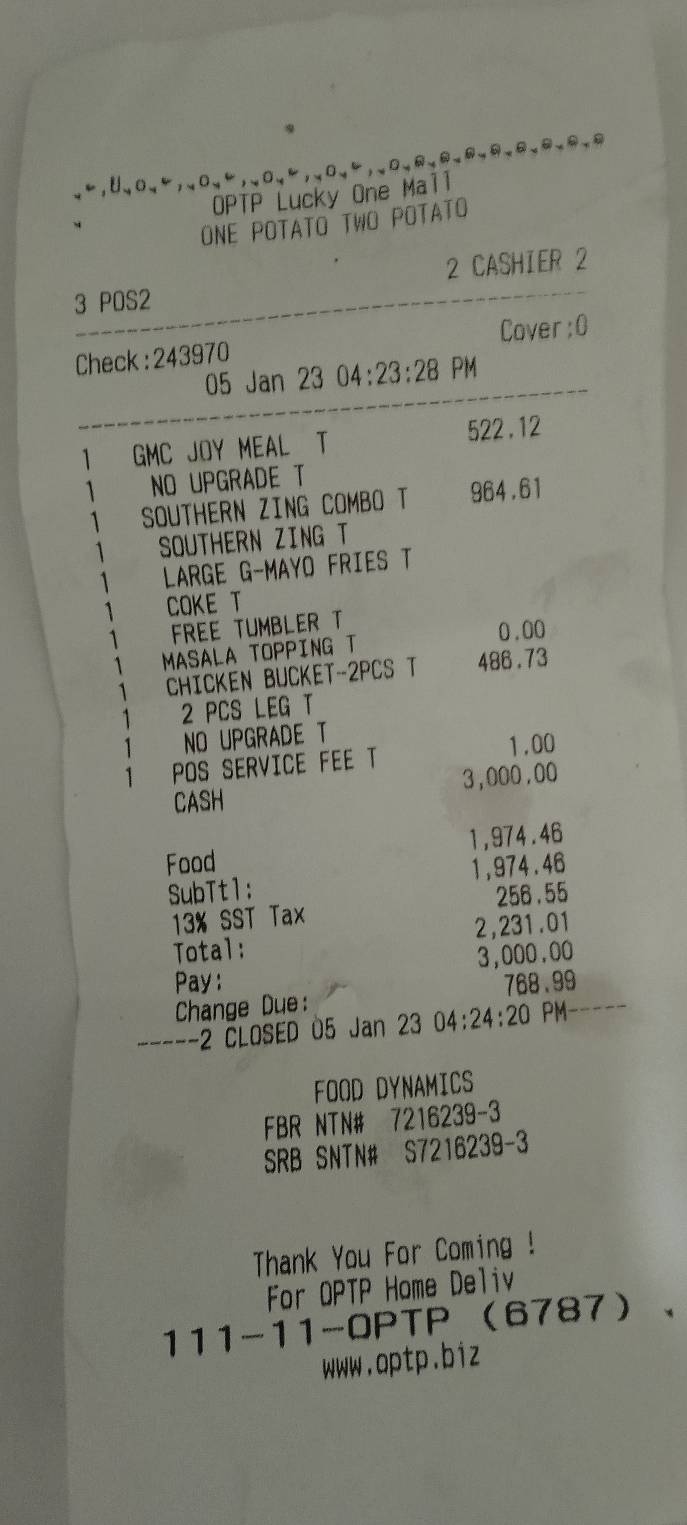 OPTP Lucky One Mall
ONE POTATO TWO POTATO
3 POS2 2 CASHIER 2
Check:243970 Cover:0
05 Jan 23 04:23:28 PM
1 GMC JOY MEAL T 522.12
1 NO UPGRADE T
1 SOUTHERN ZING COMBO T 964.61
1 SOUTHERN ZING T
1 LARGE G-MAYO FRIES T
1 COKE T
1 FREE TUMBLER T
1 MASALA TOPPING T 0.00
1 CHICKEN BUCKET-2PCS T 486.73
1 2 PCS LEG T
1 NO UPGRADE T
1 POS SERVICE FEE T 1.00
CASH 3,000.00
Food 1,974.46
SubTtl: 1,974.46
13% SST Tax 256.55
Total: 2,231.01
Pay: 3,000.00
Change Due: 768.99
-----2 CLOSED 05 Jan 23 04:24:20 PM-----
FOOD DYNAMICS
FBR NTN# 7216239-3
SRB SNTN# S7216239-3
Thank You For Coming !
For OPTP Home Deliv
111-11-OPTP (6787) .
www.optp.biz